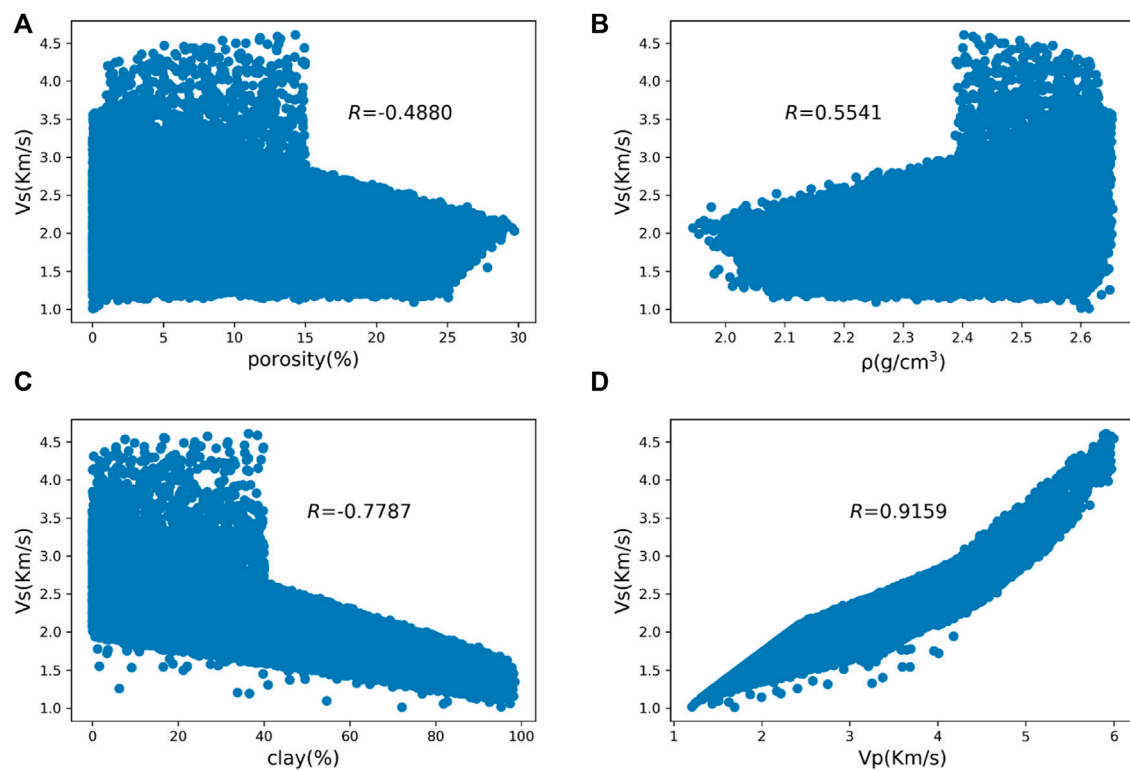 A
4.5
4.0
3.5
3.0
2.5
2.0
1.5
1.0
Vs(Km/s)
R=-0.4880
0 5 10 15 20 25 30
porosity(%)
B
4.5
4.0
3.5
3.0
2.5
2.0
1.5
1.0
Vs(Km/s)
R=0.5541
2.0 2.1 2.2 2.3 2.4 2.5 2.6
ρ(g/cm³)
C
4.5
4.0
3.5
3.0
2.5
2.0
1.5
1.0
Vs(Km/s)
R=-0.7787
0 20 40 60 80 100
clay(%)
D
4.5
4.0
3.5
3.0
2.5
2.0
1.5
1.0
Vs(Km/s)
R=0.9159
1 2 3 4 5 6
Vp(Km/s)